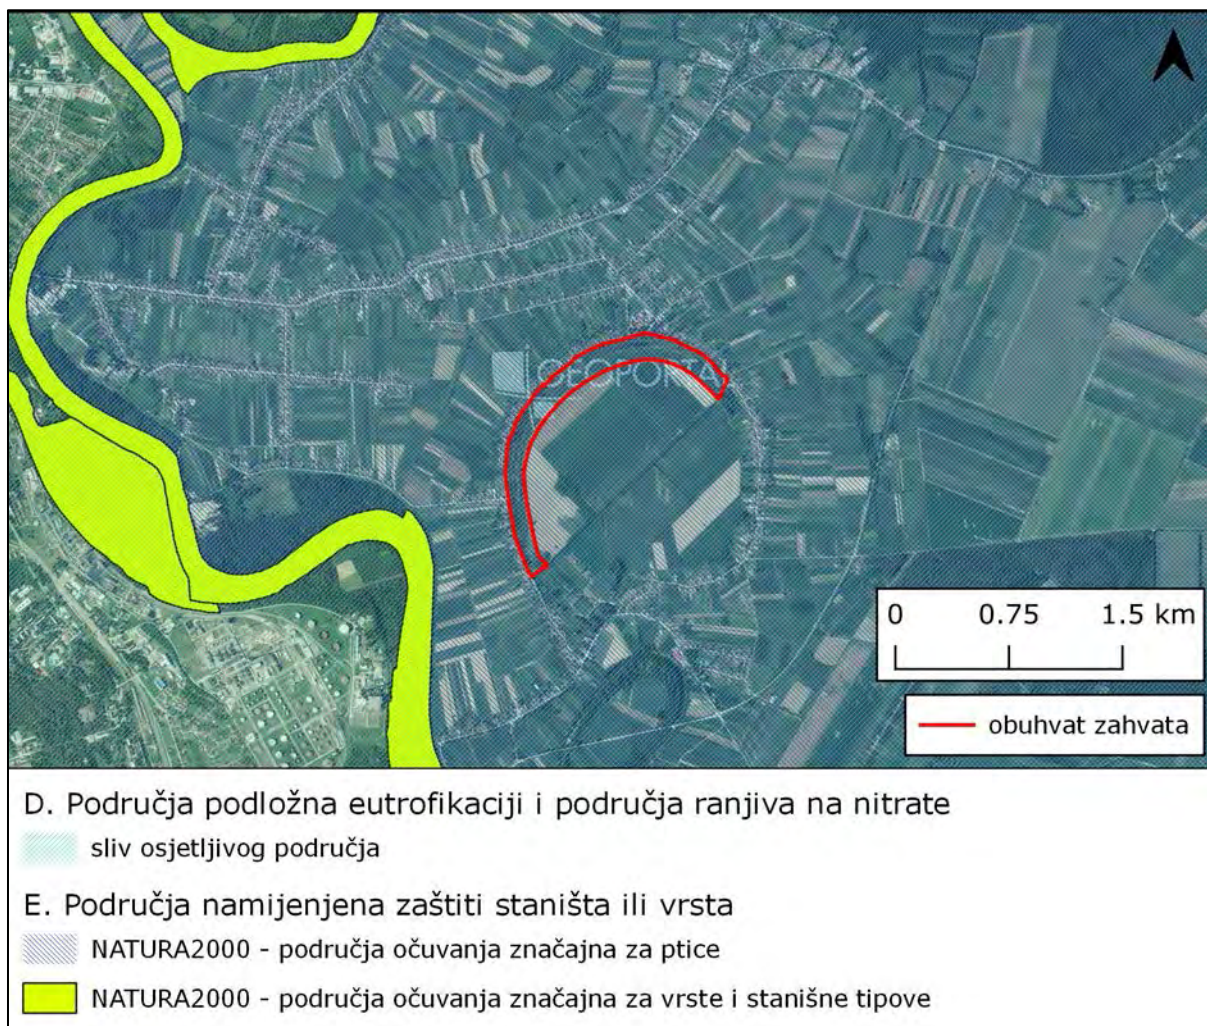 GEOPORTAL
0 0.75 1.5 km
obuhvat zahvata
D. Područja podložna eutrofikaciji i područja ranjiva na nitrate
sliv osjetljivog područja
E. Područja namijenjena zaštiti staništa ili vrsta
NATURA2000 - područja očuvanja značajna za ptice
NATURA2000 - područja očuvanja značajna za vrste i stanišne tipove